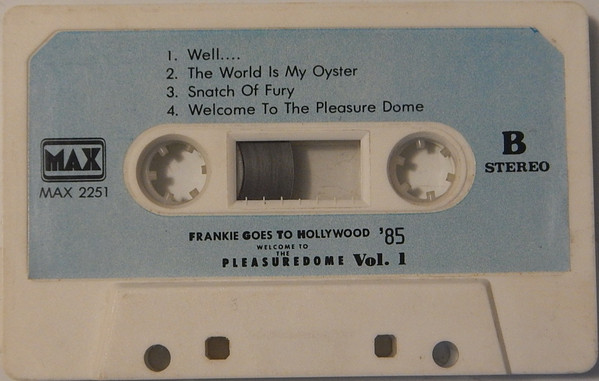 1. Well....
2. The World Is My Oyster
3. Snatch Of Fury
4. Welcome To The Pleasure Dome
MAX
MAX 2251
B
STEREO
FRANKIE GOES TO HOLLYWOOD '85
WELCOME TO
THE
PLEASUREDOME Vol. 1